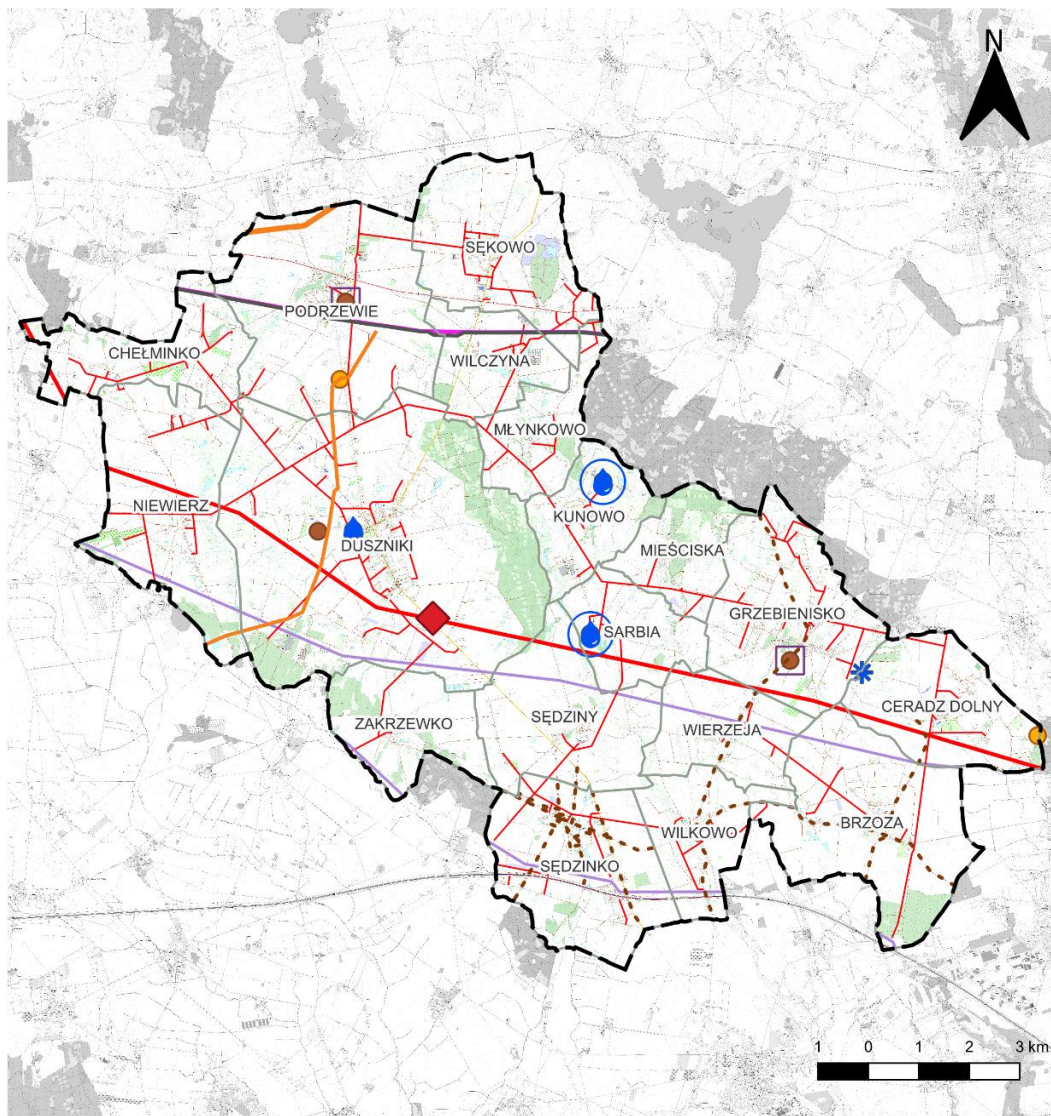 N
SĘKOWO
PODRZEWIE
CHEŁMINKO
WILCZYNA
MŁYNKOWO
NIEWIERZ
KUNOWO
DUSZNIKI
MIEŚCISKA
GRZEBIENISKO
SARBIA
CERADZ DOLNY
ZAKRZEWKO
SĘDZINY
WIERZEJA
BRZOZA
WILKOWO
SĘDZINKO
1 0 1 2 3 km